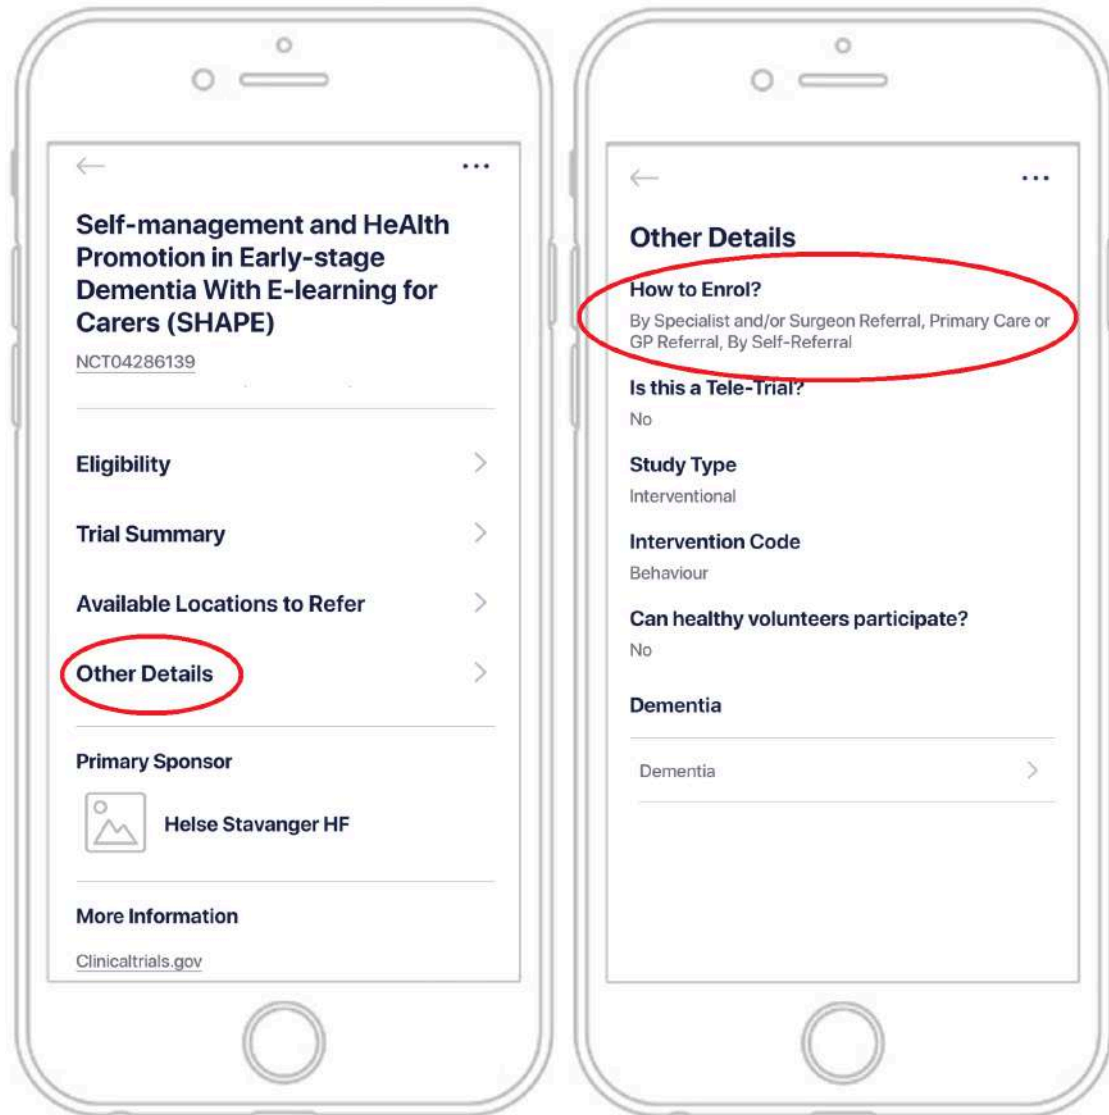 Self-management and HeAlth
Promotion in Early-stage
Dementia With E-learning for
Carers (SHAPE)
NCT04286139
Eligibility
Trial Summary
Available Locations to Refer
Other Details
Primary Sponsor
Helse Stavanger HF
More Information
Clinicaltrials.gov
Other Details
How to Enrol?
By Specialist and/or Surgeon Referral, Primary Care or
GP Referral, By Self-Referral
Is this a Tele-Trial?
No
Study Type
Interventional
Intervention Code
Behaviour
Can healthy volunteers participate?
No
Dementia
Dementia